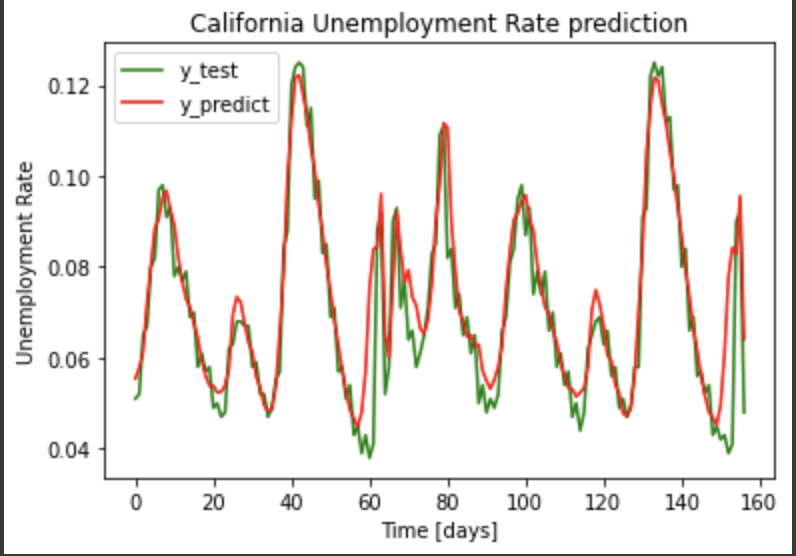 California Unemployment Rate prediction
y_test
y_predict
Unemployment Rate
0.12
0.10
0.08
0.06
0.04
0 20 40 60 80 100 120 140 160
Time [days]